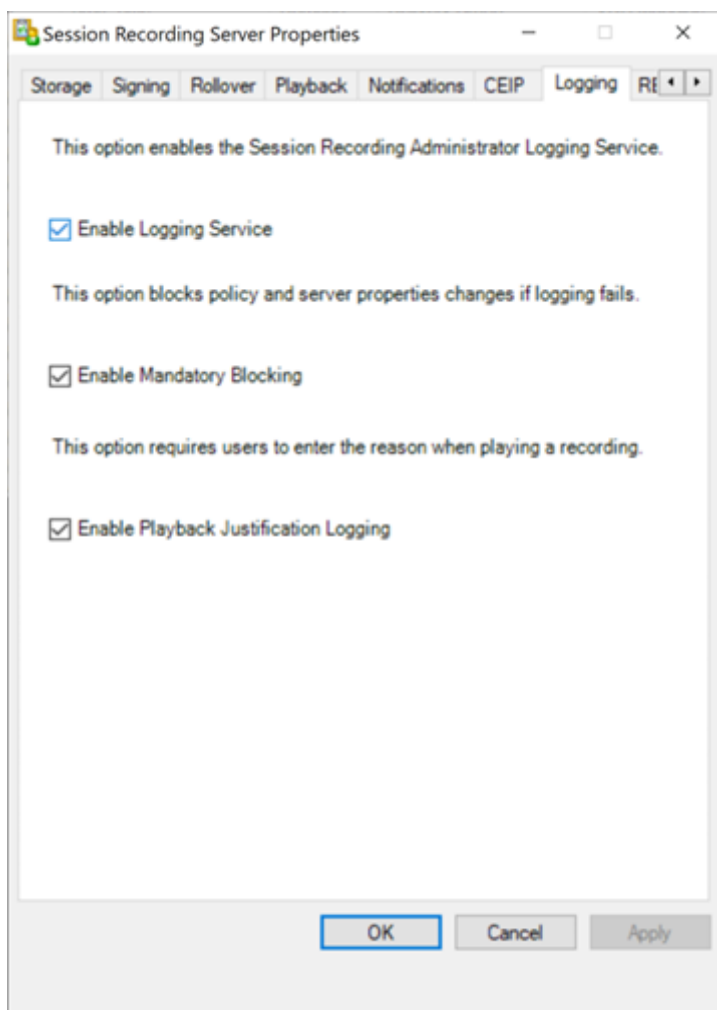 Session Recording Server Properties
Storage Signing Rollover Playback Notifications CEIP Logging
This option enables the Session Recording Administrator Logging Service.
Enable Logging Service
This option blocks policy and server properties changes if logging fails.
Enable Mandatory Blocking
This option requires users to enter the reason when playing a recording.
Enable Playback Justification Logging
OK Cancel Apply